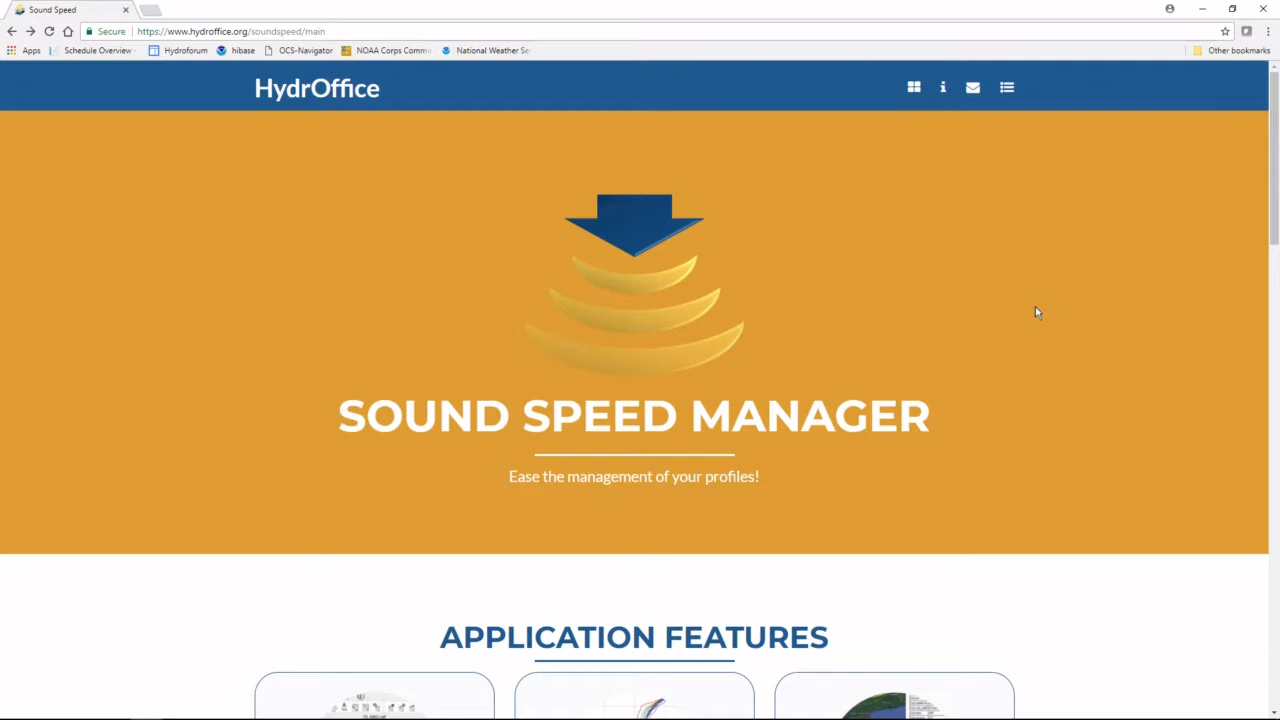 Sound Speed
Secure https://www.hydroffice.org/soundspeed/main
Apps Schedule Overview - Hydroforum hibase OCS-Navigator NOAA Corps Comm National Weather Se Other bookmarks
HydrOffice
SOUND SPEED MANAGER
Ease the management of your profiles!
APPLICATION FEATURES